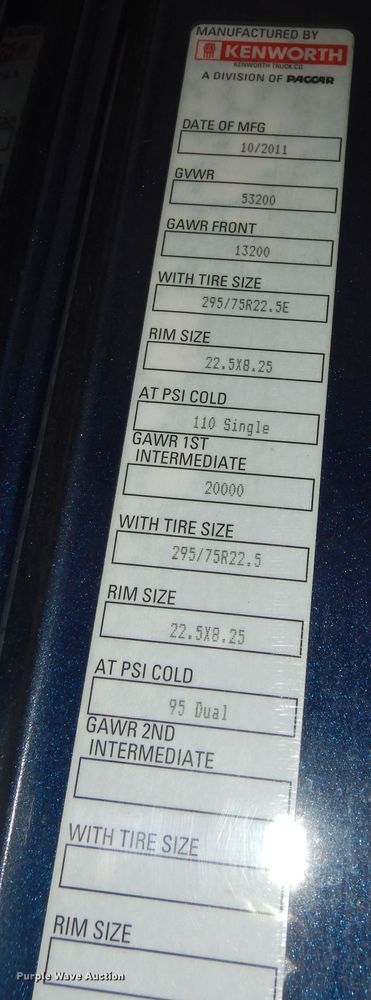 MANUFACTURED BY
KENWORTH
KENWORTH TRUCK CO.
A DIVISION OF PACCAR
DATE OF MFG
10/2011
GVWR
53200
GAWR FRONT
13200
WITH TIRE SIZE
295/75R22.5E
RIM SIZE
22.5X8.25
AT PSI COLD
110 Single
GAWR 1ST
INTERMEDIATE
20000
WITH TIRE SIZE
295/75R22.5
RIM SIZE
22.5X8.25
AT PSI COLD
95 Dual
GAWR 2ND
INTERMEDIATE
WITH TIRE SIZE
RIM SIZE
Purple Wave Auction